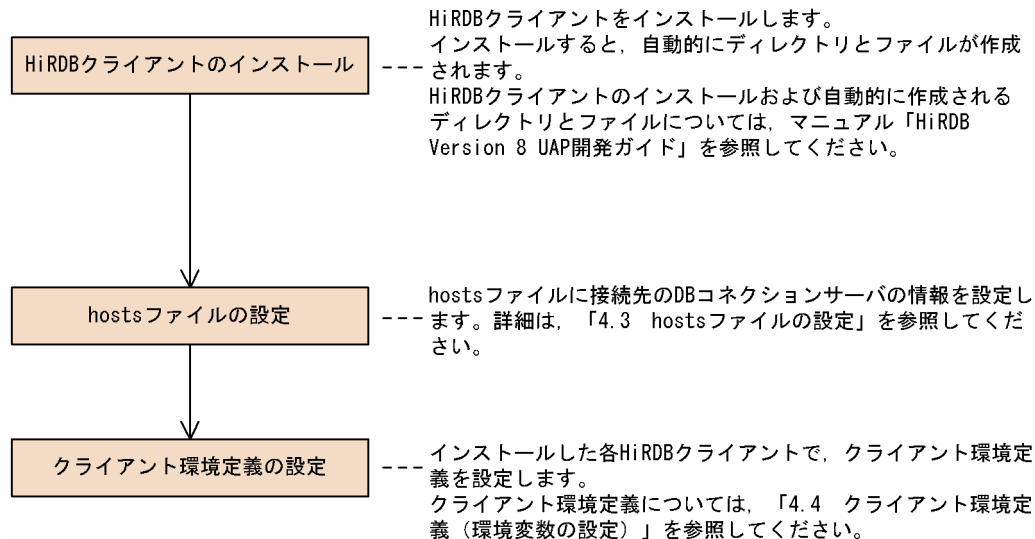 HiRDBクライアントのインストール
HiRDBクライアントをインストールします。
インストールすると，自動的にディレクトリとファイルが作成
されます。
HiRDBクライアントのインストールおよび自動的に作成される
ディレクトリとファイルについては，マニュアル「HiRDB
Version 8 UAP開発ガイド」を参照してください。
hostsファイルの設定
hostsファイルに接続先のDBコネクションサーバの情報を設定し
ます。詳細は，「4.3　hostsファイルの設定」を参照してくだ
さい。
クライアント環境定義の設定
インストールした各HiRDBクライアントで，クライアント環境定
義を設定します。
クライアント環境定義については，「4.4　クライアント環境定
義（環境変数の設定）」を参照してください。